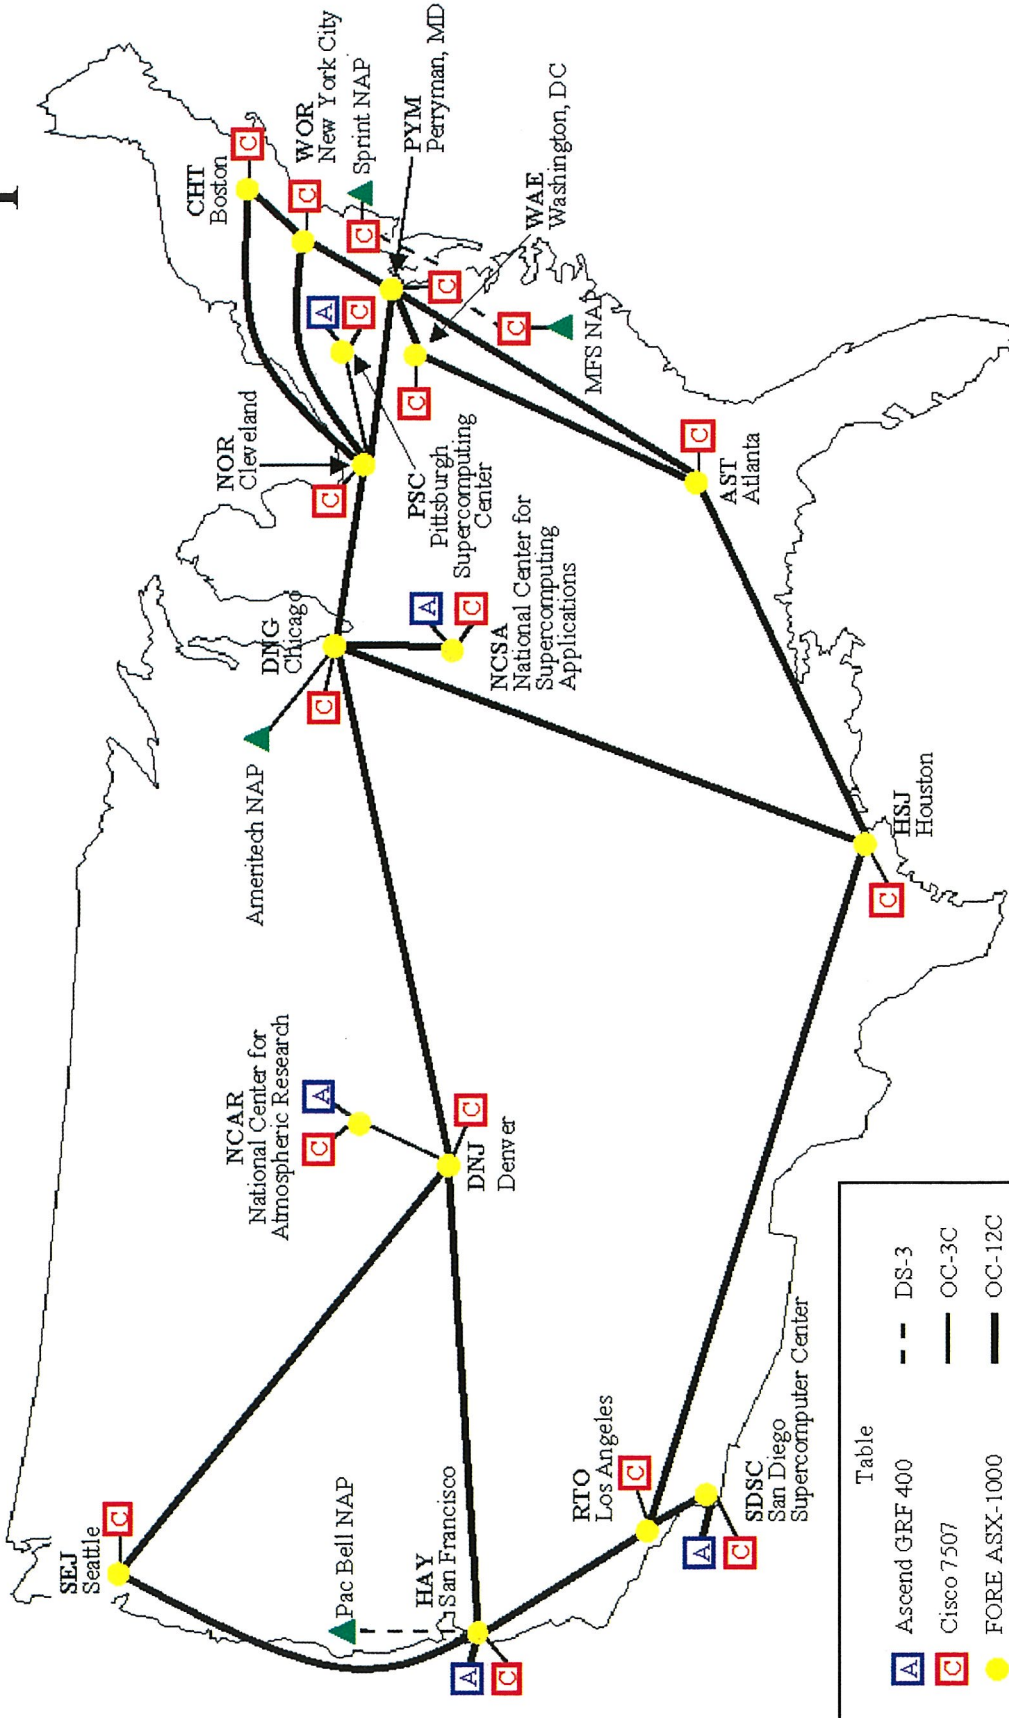 SEJ
Seattle
C
Pac Bell NAP
HAY
San Francisco
A
C
RTO
Los Angeles
C
A
C
SDSC
San Diego
Supercomputer Center
NCAR
National Center for
Atmospheric Research
C
A
DNJ
Denver
C
Ameritech NAP
DNG
Chicago
C
A
C
NCSA
National Center for
Supercomputing
Applications
HSJ
Houston
C
NOR
Cleveland
C
PSC
Pittsburgh
Supercomputing
Center
A
C
AST
Atlanta
C
CHT
Boston
C
WOR
New York City
C
C
Sprint NAP
PYM
Perryman, MD
C
WAE
Washington, DC
C
C
MFS NAP
Table
A
Ascend GRF 400
DS-3
C
Cisco 7507
OC-3C
FORE ASX-1000
OC-12C